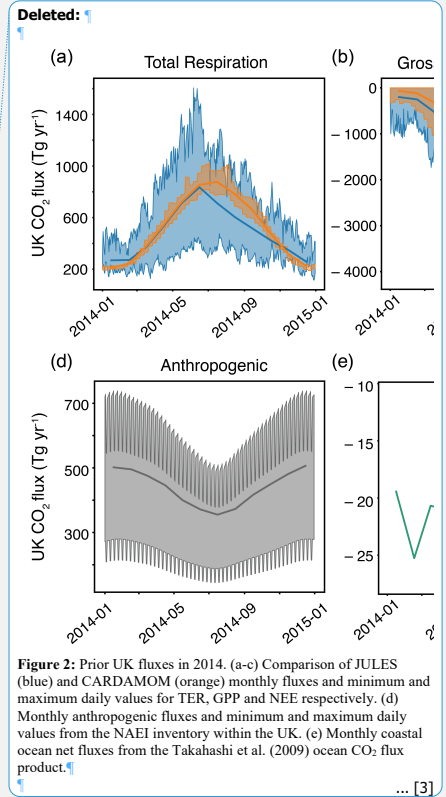 Deleted: ¶
¶
(a)
Total Respiration
UK CO2 flux (Tg yr-1)
1400
1000
600
200
2014-01
2014-05
2014-09
2015-01
(b)
Gros
0
− 1000
− 2000
− 3000
− 4000
2014-01
2
(d)
Anthropogenic
UK CO2 flux (Tg yr-1)
700
500
300
2014-01
2014-05
2014-09
2015-01
(e)
− 10
− 15
− 20
− 25
2014-01
2
Figure 2: Prior UK fluxes in 2014. (a-c) Comparison of JULES
(blue) and CARDAMOM (orange) monthly fluxes and minimum and
maximum daily values for TER, GPP and NEE respectively. (d)
Monthly anthropogenic fluxes and minimum and maximum daily
values from the NAEI inventory within the UK. (e) Monthly coastal
ocean net fluxes from the Takahashi et al. (2009) ocean CO2 flux
product.¶
¶
... [3]